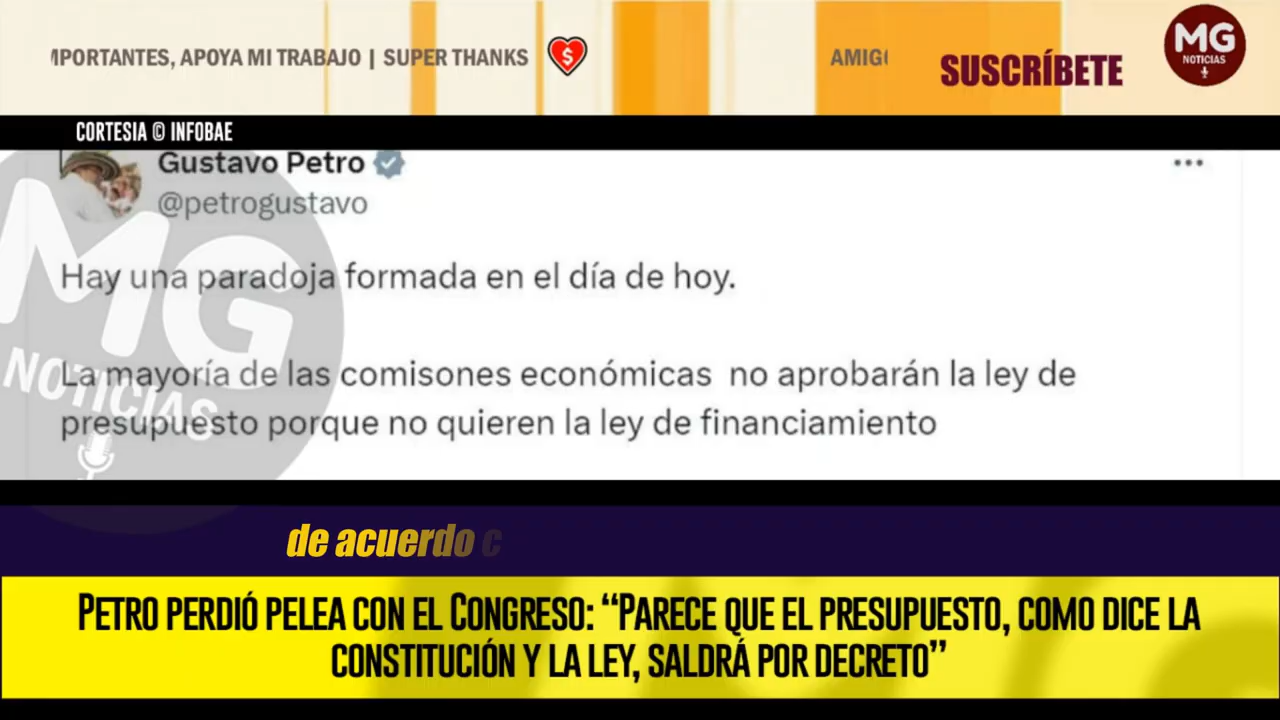 MPORTANTES, APOYA MI TRABAJO | SUPER THANKS
AMIG
SUSCRÍBETE
MG
NOTICIAS
CORTESIA © INFOBAE
Gustavo Petro
@petrogustavo
Hay una paradoja formada en el día de hoy.
La mayoría de las comisones económicas no aprobarán la ley de
presupuesto porque no quieren la ley de financiamiento
MG
NOTICIAS
de acuerdo c
PETRO PERDIÓ PELEA CON EL CONGRESO: “PARECE QUE EL PRESUPUESTO, COMO DICE LA
CONSTITUCIÓN Y LA LEY, SALDRÁ POR DECRETO”